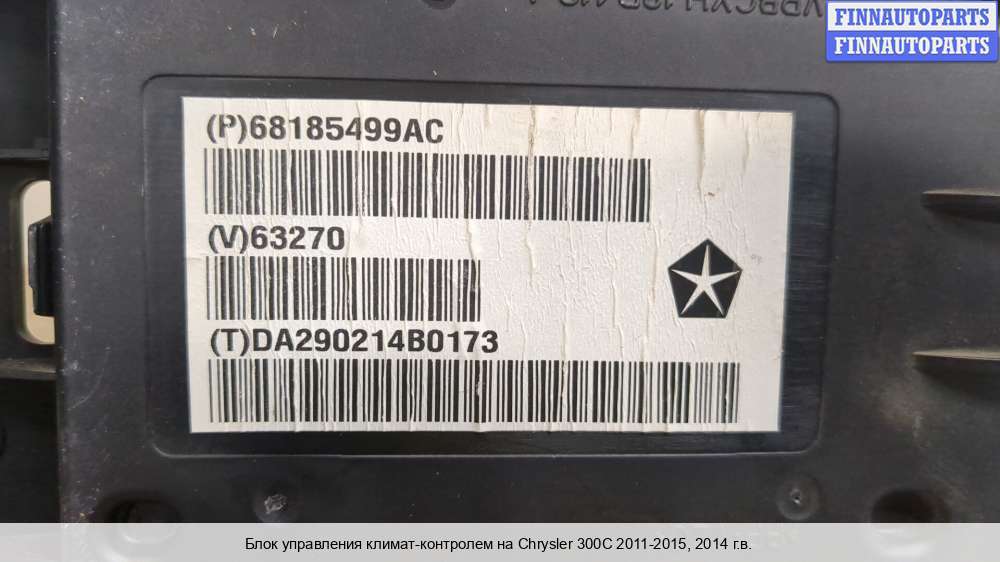 FINNAUTOPARTS
FINNAUTOPARTS
(P)68185499AC
(V)63270
(T)DA290214B0173
Блок управления климат-контролем на Chrysler 300C 2011-2015, 2014 г.в.